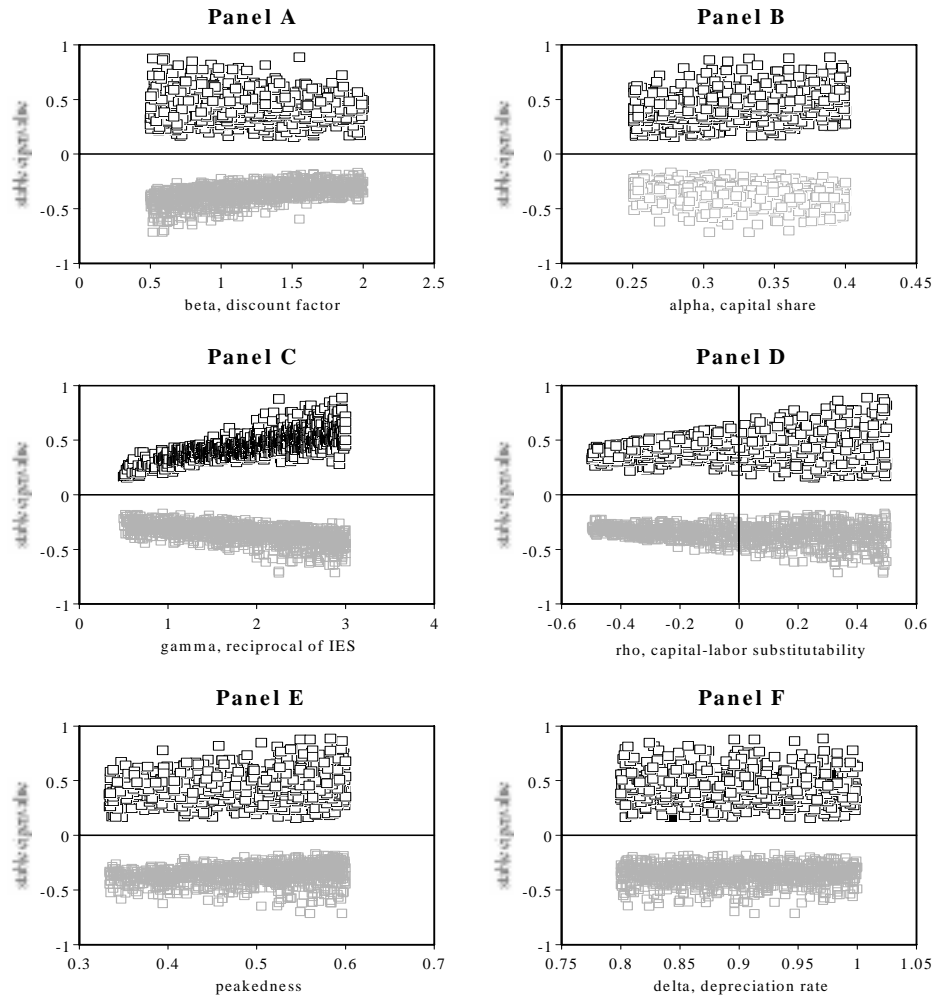 Panel A
1
0.5
0
-0.5
-1
0 0.5 1 1.5 2 2.5
beta, discount factor
Panel B
1
0.5
0
-0.5
-1
0.2 0.25 0.3 0.35 0.4 0.45
alpha, capital share
Panel C
1
0.5
0
-0.5
-1
0 1 2 3 4
gamma, reciprocal of IES
Panel D
1
0.5
0
-0.5
-1
-0.6 -0.4 -0.2 0 0.2 0.4 0.6
rho, capital-labor substitutability
Panel E
1
0.5
0
-0.5
-1
0.3 0.4 0.5 0.6 0.7
peakedness
Panel F
1
0.5
0
-0.5
-1
0.75 0.8 0.85 0.9 0.95 1 1.05
delta, depreciation rate